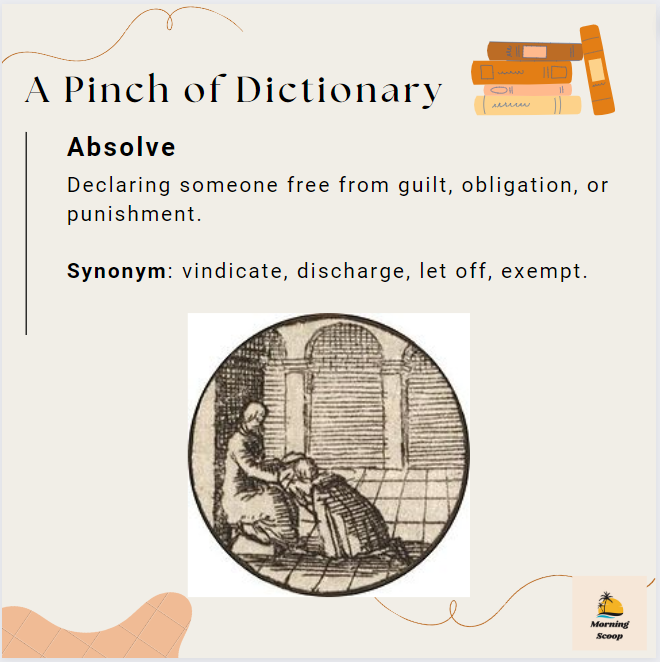 A Pinch of Dictionary
Absolve
Declaring someone free from guilt, obligation, or
punishment.
Synonym: vindicate, discharge, let off, exempt.
Morning
Scoop